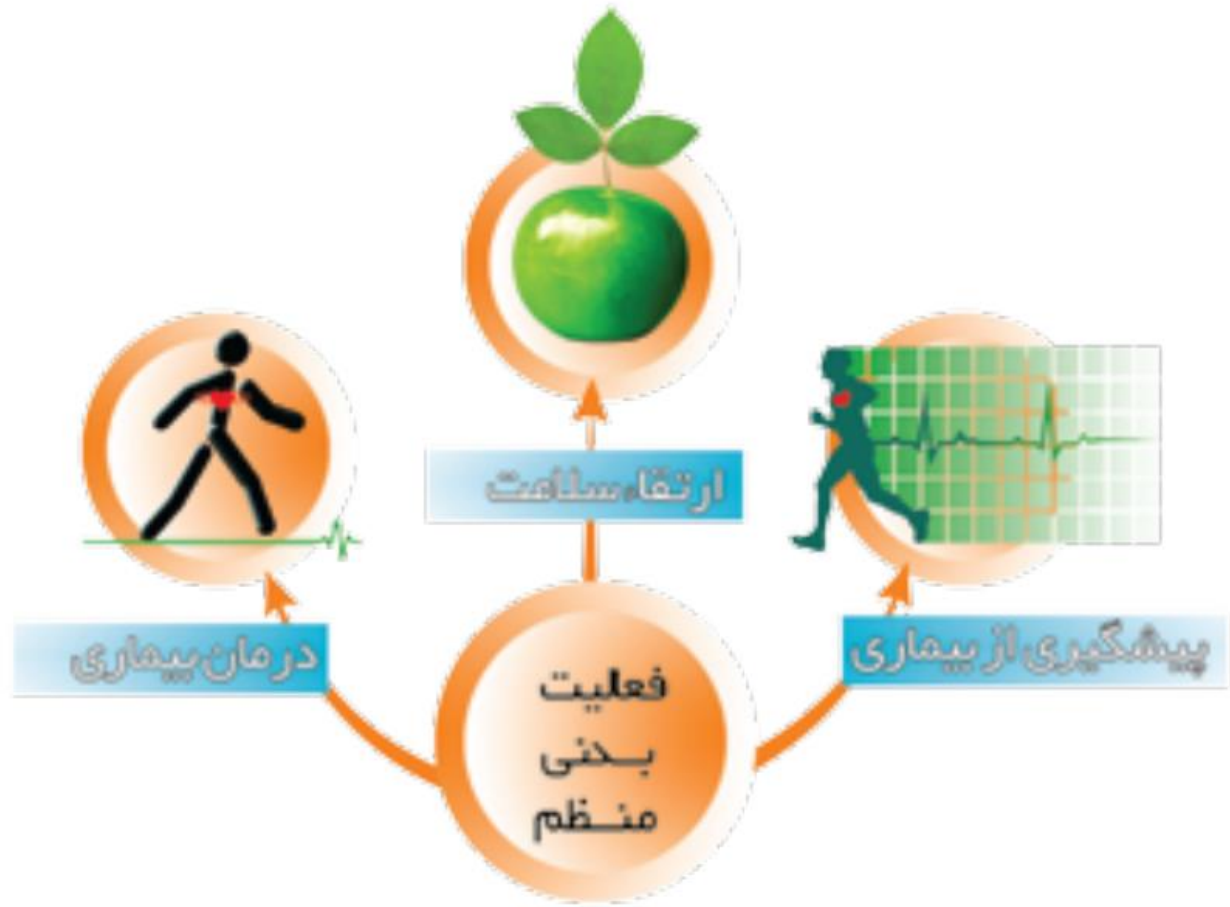 ارتقاء سلامت
پیشگیری از بیماری
درمان بیماری
فعالیت
بدنی
منظم